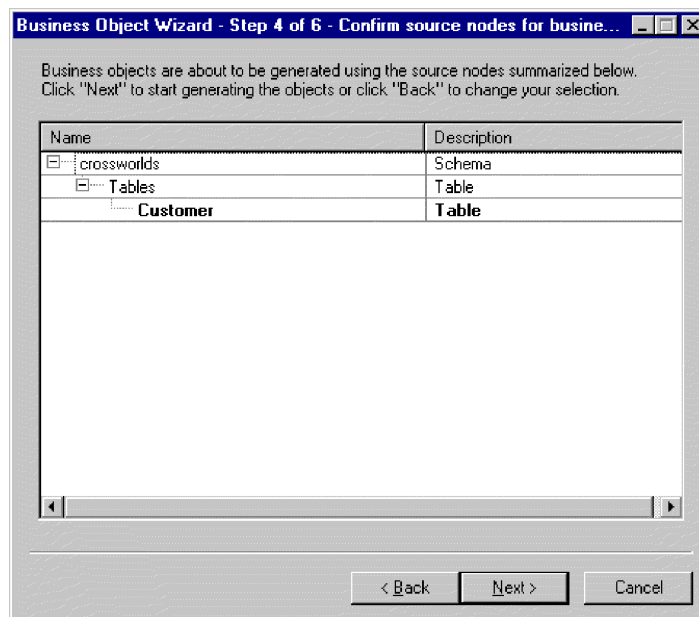 Business Object Wizard - Step 4 of 6 - Confirm source nodes for busine...
Business objects are about to be generated using the source nodes summarized below.
Click "Next" to start generating the objects or click "Back" to change your selection.
Name Description
crossworlds Schema
Tables Table
Customer Table
< Back Next > Cancel